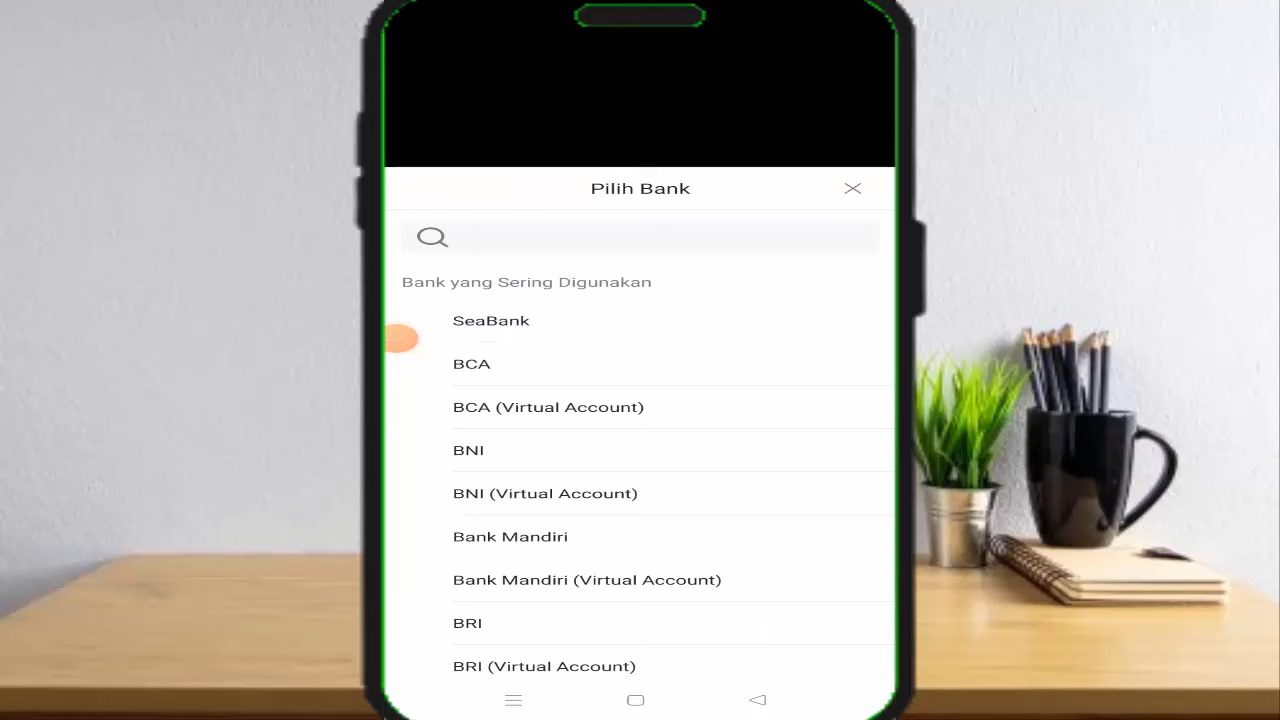 Pilih Bank
Bank yang Sering Digunakan
SeaBank
BCA
BCA (Virtual Account)
BNI
BNI (Virtual Account)
Bank Mandiri
Bank Mandiri (Virtual Account)
BRI
BRI (Virtual Account)